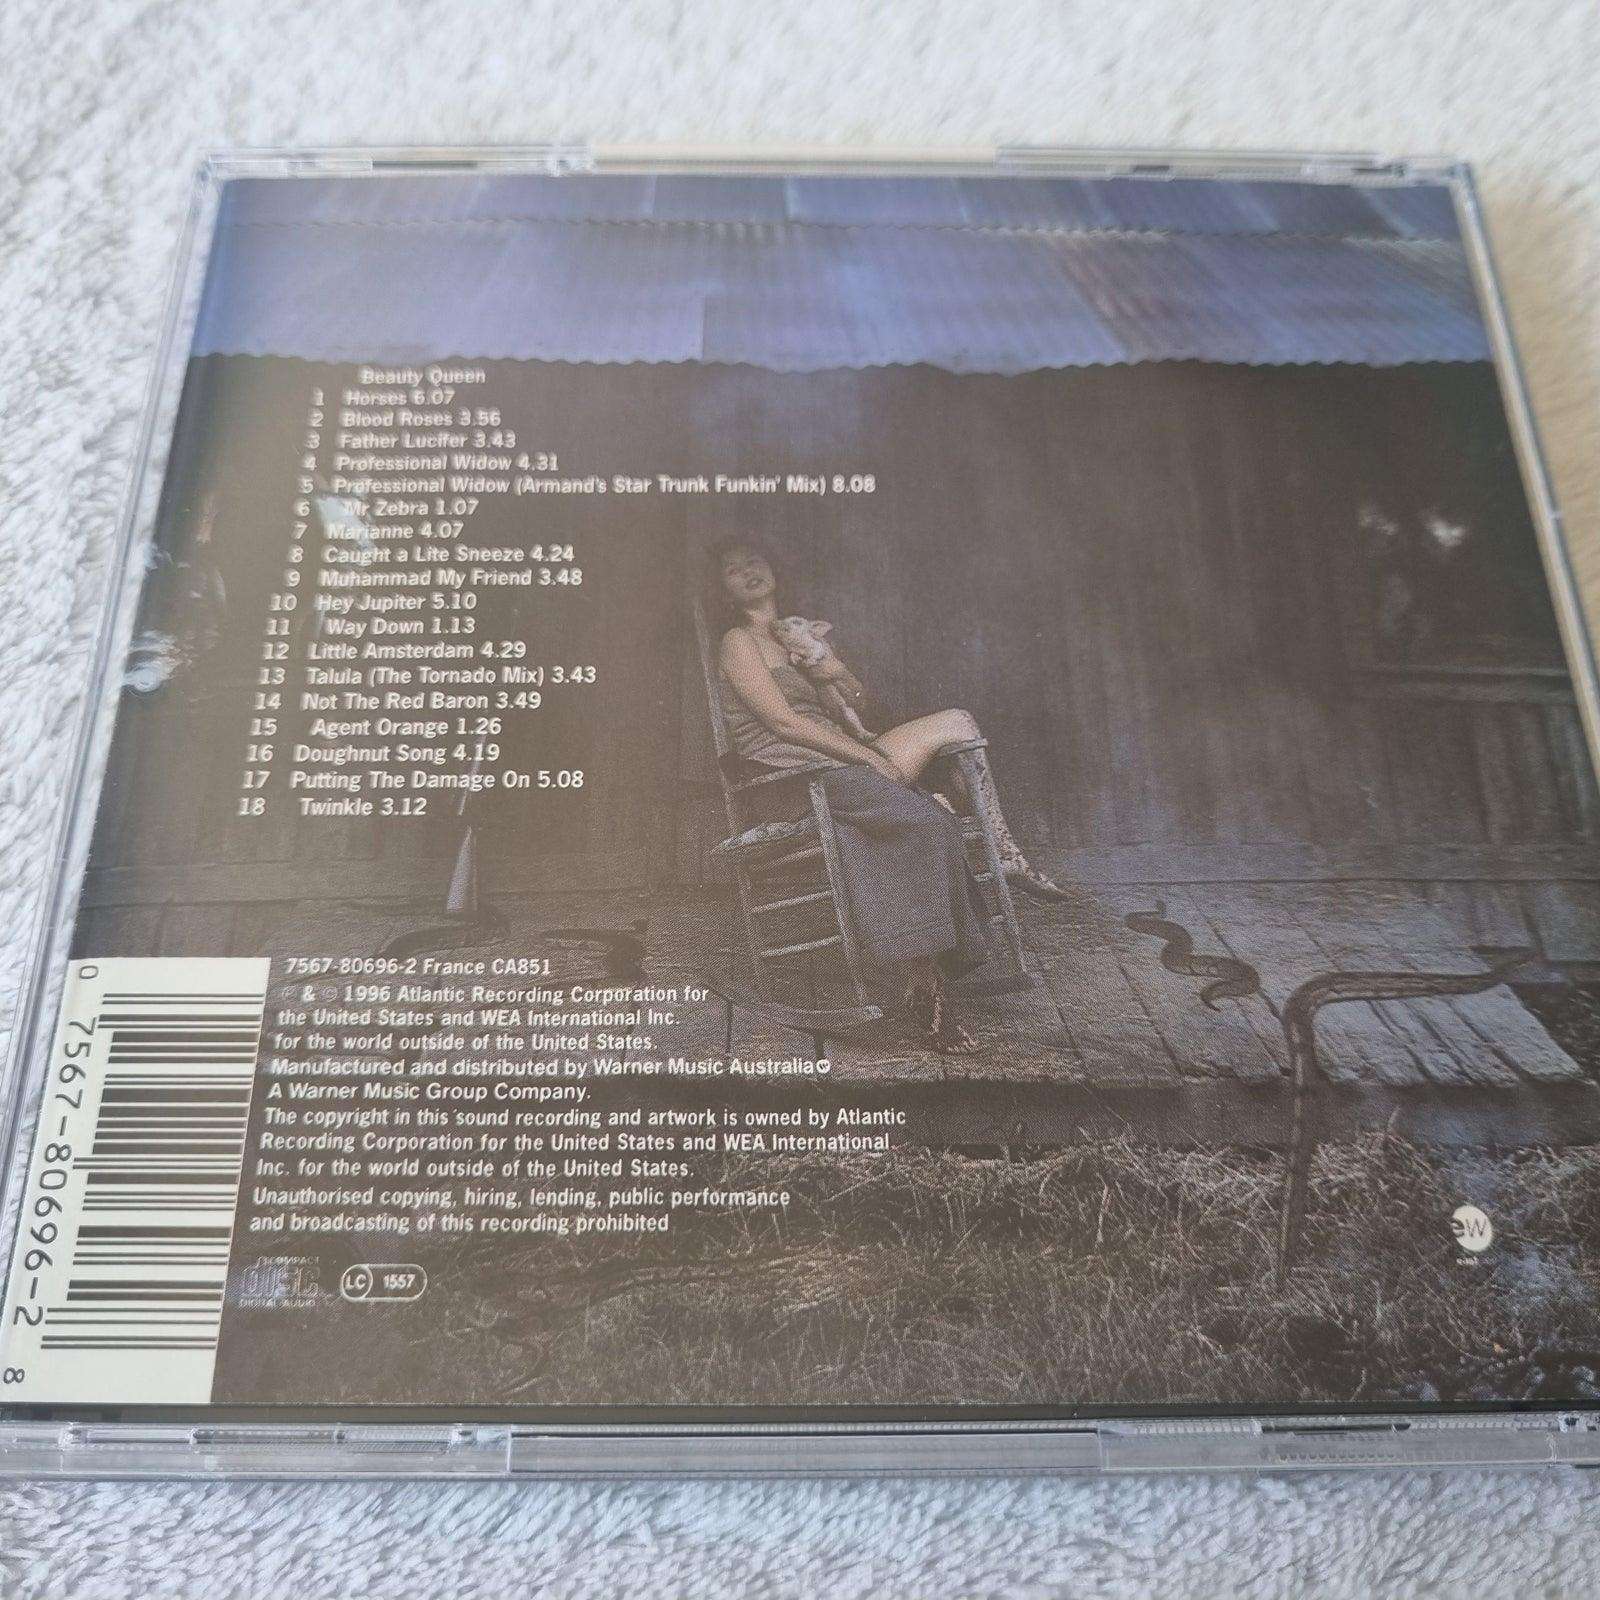 Beauty Queen
1 Horses 6.07
2 Blood Roses 3.56
3 Father Lucifer 3.43
4 Professional Widow 4.31
5 Professional Widow (Armand's Star Trunk Funkin' Mix) 8.08
6 Mr Zebra 1.07
7 Marianne 4.07
8 Caught a Lite Sneeze 4.24
9 Muhammad My Friend 3.48
10 Hey Jupiter 5.10
11 Way Down 1.13
12 Little Amsterdam 4.29
13 Talula (The Tornado Mix) 3.43
14 Not The Red Baron 3.49
15 Agent Orange 1.26
16 Doughnut Song 4.19
17 Putting The Damage On 5.08
18 Twinkle 3.12
7567-80696-2 France CA851
℗ & © 1996 Atlantic Recording Corporation for
the United States and WEA International Inc.
for the world outside of the United States.
Manufactured and distributed by Warner Music Australia
A Warner Music Group Company.
The copyright in this sound recording and artwork is owned by Atlantic
Recording Corporation for the United States and WEA International
Inc. for the world outside of the United States.
Unauthorised copying, hiring, lending, public performance
and broadcasting of this recording prohibited
COMPACT
DISC
DIGITAL AUDIO
LC 1557
0 7567-80696-2 8
ew